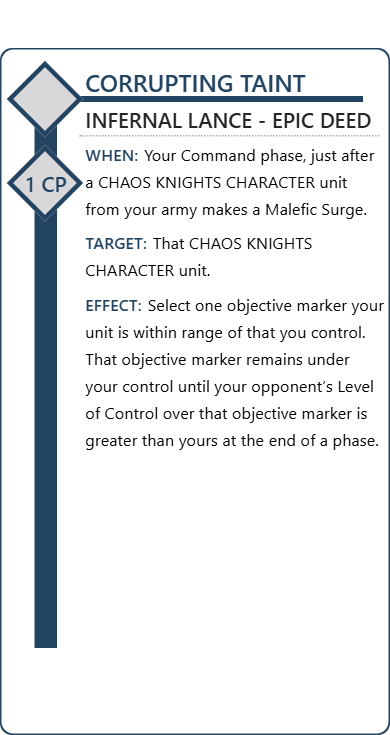 CORRUPTING TAINT
INFERNAL LANCE - EPIC DEED
WHEN: Your Command phase, just after
1 CP
a CHAOS KNIGHTS CHARACTER unit
from your army makes a Malefic Surge.
TARGET: That CHAOS KNIGHTS
CHARACTER unit.
EFFECT: Select one objective marker your
unit is within range of that you control.
That objective marker remains under
your control until your opponent’s Level
of Control over that objective marker is
greater than yours at the end of a phase.